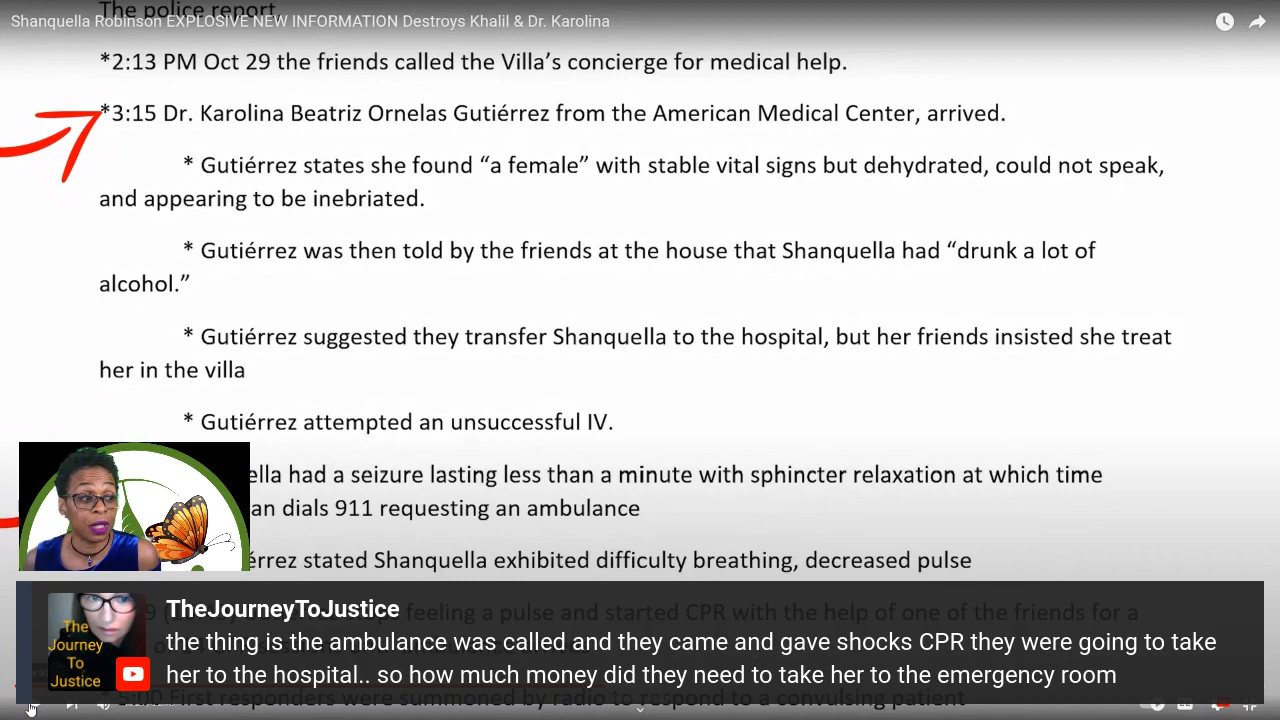 The police report
Shanquella Robinson EXPLOSIVE NEW INFORMATION Destroys Khalil & Dr. Karolina
*2:13 PM Oct 29 the friends called the Villa’s concierge for medical help.
*3:15 Dr. Karolina Beatriz Ornelas Gutiérrez from the American Medical Center, arrived.
* Gutiérrez states she found “a female” with stable vital signs but dehydrated, could not speak,
and appearing to be inebriated.
* Gutiérrez was then told by the friends at the house that Shanquella had “drunk a lot of
alcohol.”
* Gutiérrez suggested they transfer Shanquella to the hospital, but her friends insisted she treat
her in the villa
* Gutiérrez attempted an unsuccessful IV.
ella had a seizure lasting less than a minute with sphincter relaxation at which time
an dials 911 requesting an ambulance
érrez stated Shanquella exhibited difficulty breathing, decreased pulse
feeling a pulse and started CPR with the help of one of the friends for a
TheJourneyToJustice
The
Journey
To
Justice
the thing is the ambulance was called and they came and gave shocks CPR they were going to take
her to the hospital.. so how much money did they need to take her to the emergency room
* 5:00 First responders were summoned by radio to respond to a convulsing patient